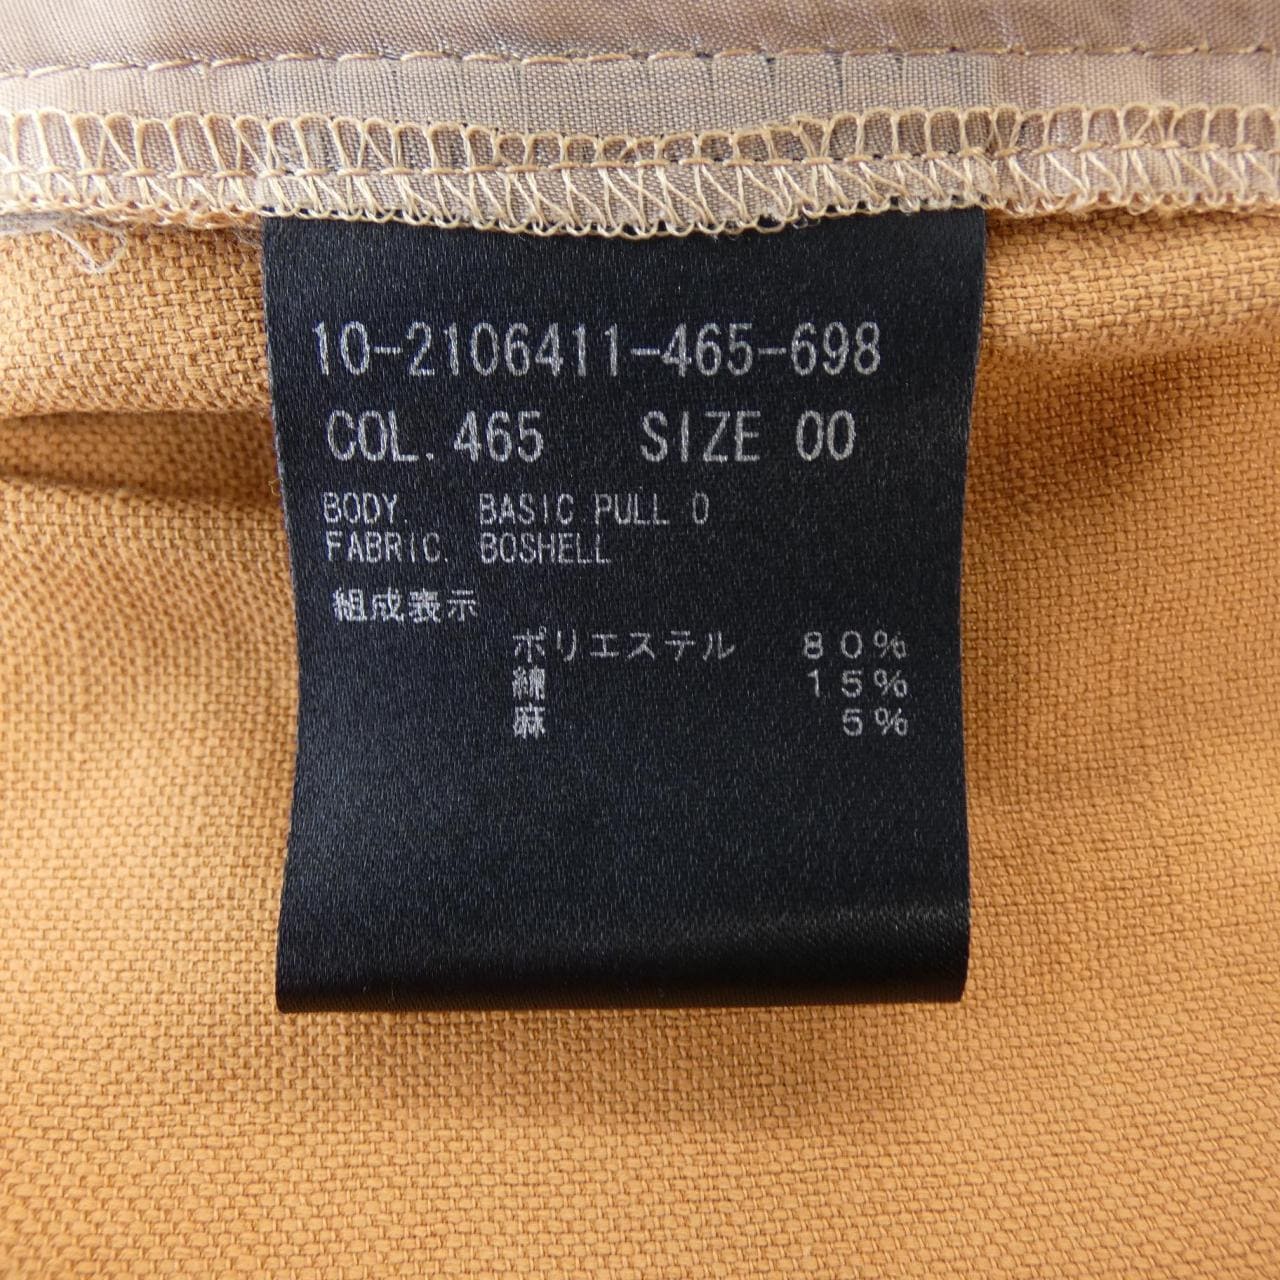 10-2106411-465-698
COL. 465 SIZE 00
BODY. BASIC PULL O
FABRIC. BOSHELL
組成表示
ポリエステル 80%
綿 15%
麻 5%